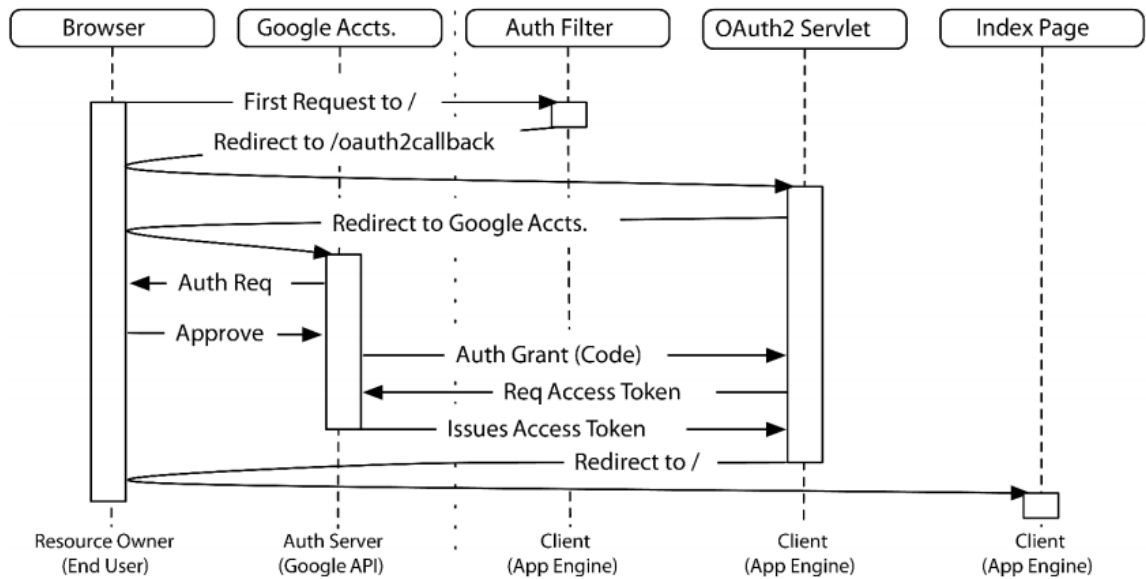 Browser
Google Accts.
Auth Filter
OAuth2 Servlet
Index Page
First Request to /
Redirect to /oauth2callback
Redirect to Google Accts.
Auth Req
Approve
Auth Grant (Code)
Req Access Token
Issues Access Token
Redirect to /
Resource Owner
(End User)
Auth Server
(Google API)
Client
(App Engine)
Client
(App Engine)
Client
(App Engine)